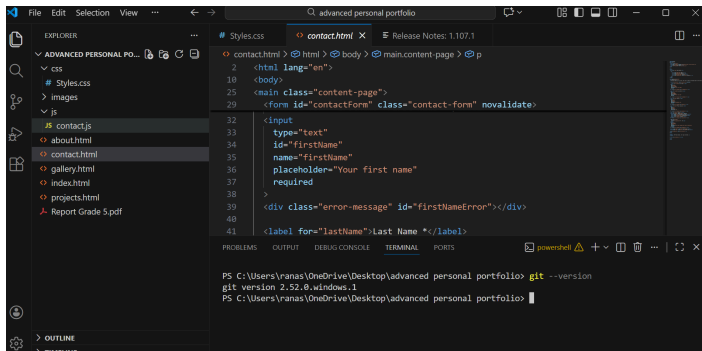 File Edit Selection View ··· advanced personal portfolio
EXPLORER ···
ADVANCED PERSONAL PO...
css
# Styles.css
images
js
JS contact.js
about.html
contact.html
gallery.html
index.html
projects.html
Report Grade 5.pdf
OUTLINE
# Styles.css contact.html Release Notes: 1.107.1
contact.html > html > body > main.content-page > p
2 <html lang="en">
10 <body>
25 <main class="content-page">
29 <form id="contactForm" class="contact-form" novalidate>
32 <input
33 type="text"
34 id="firstName"
35 name="firstName"
36 placeholder="Your first name"
37 required
38 >
39 <div class="error-message" id="firstNameError"></div>
40
41 <label for="lastName">Last Name *</label>
PROBLEMS OUTPUT DEBUG CONSOLE TERMINAL PORTS powershell
PS C:\Users\ranas\OneDrive\Desktop\advanced personal portfolio> git --version
git version 2.52.0.windows.1
PS C:\Users\ranas\OneDrive\Desktop\advanced personal portfolio>